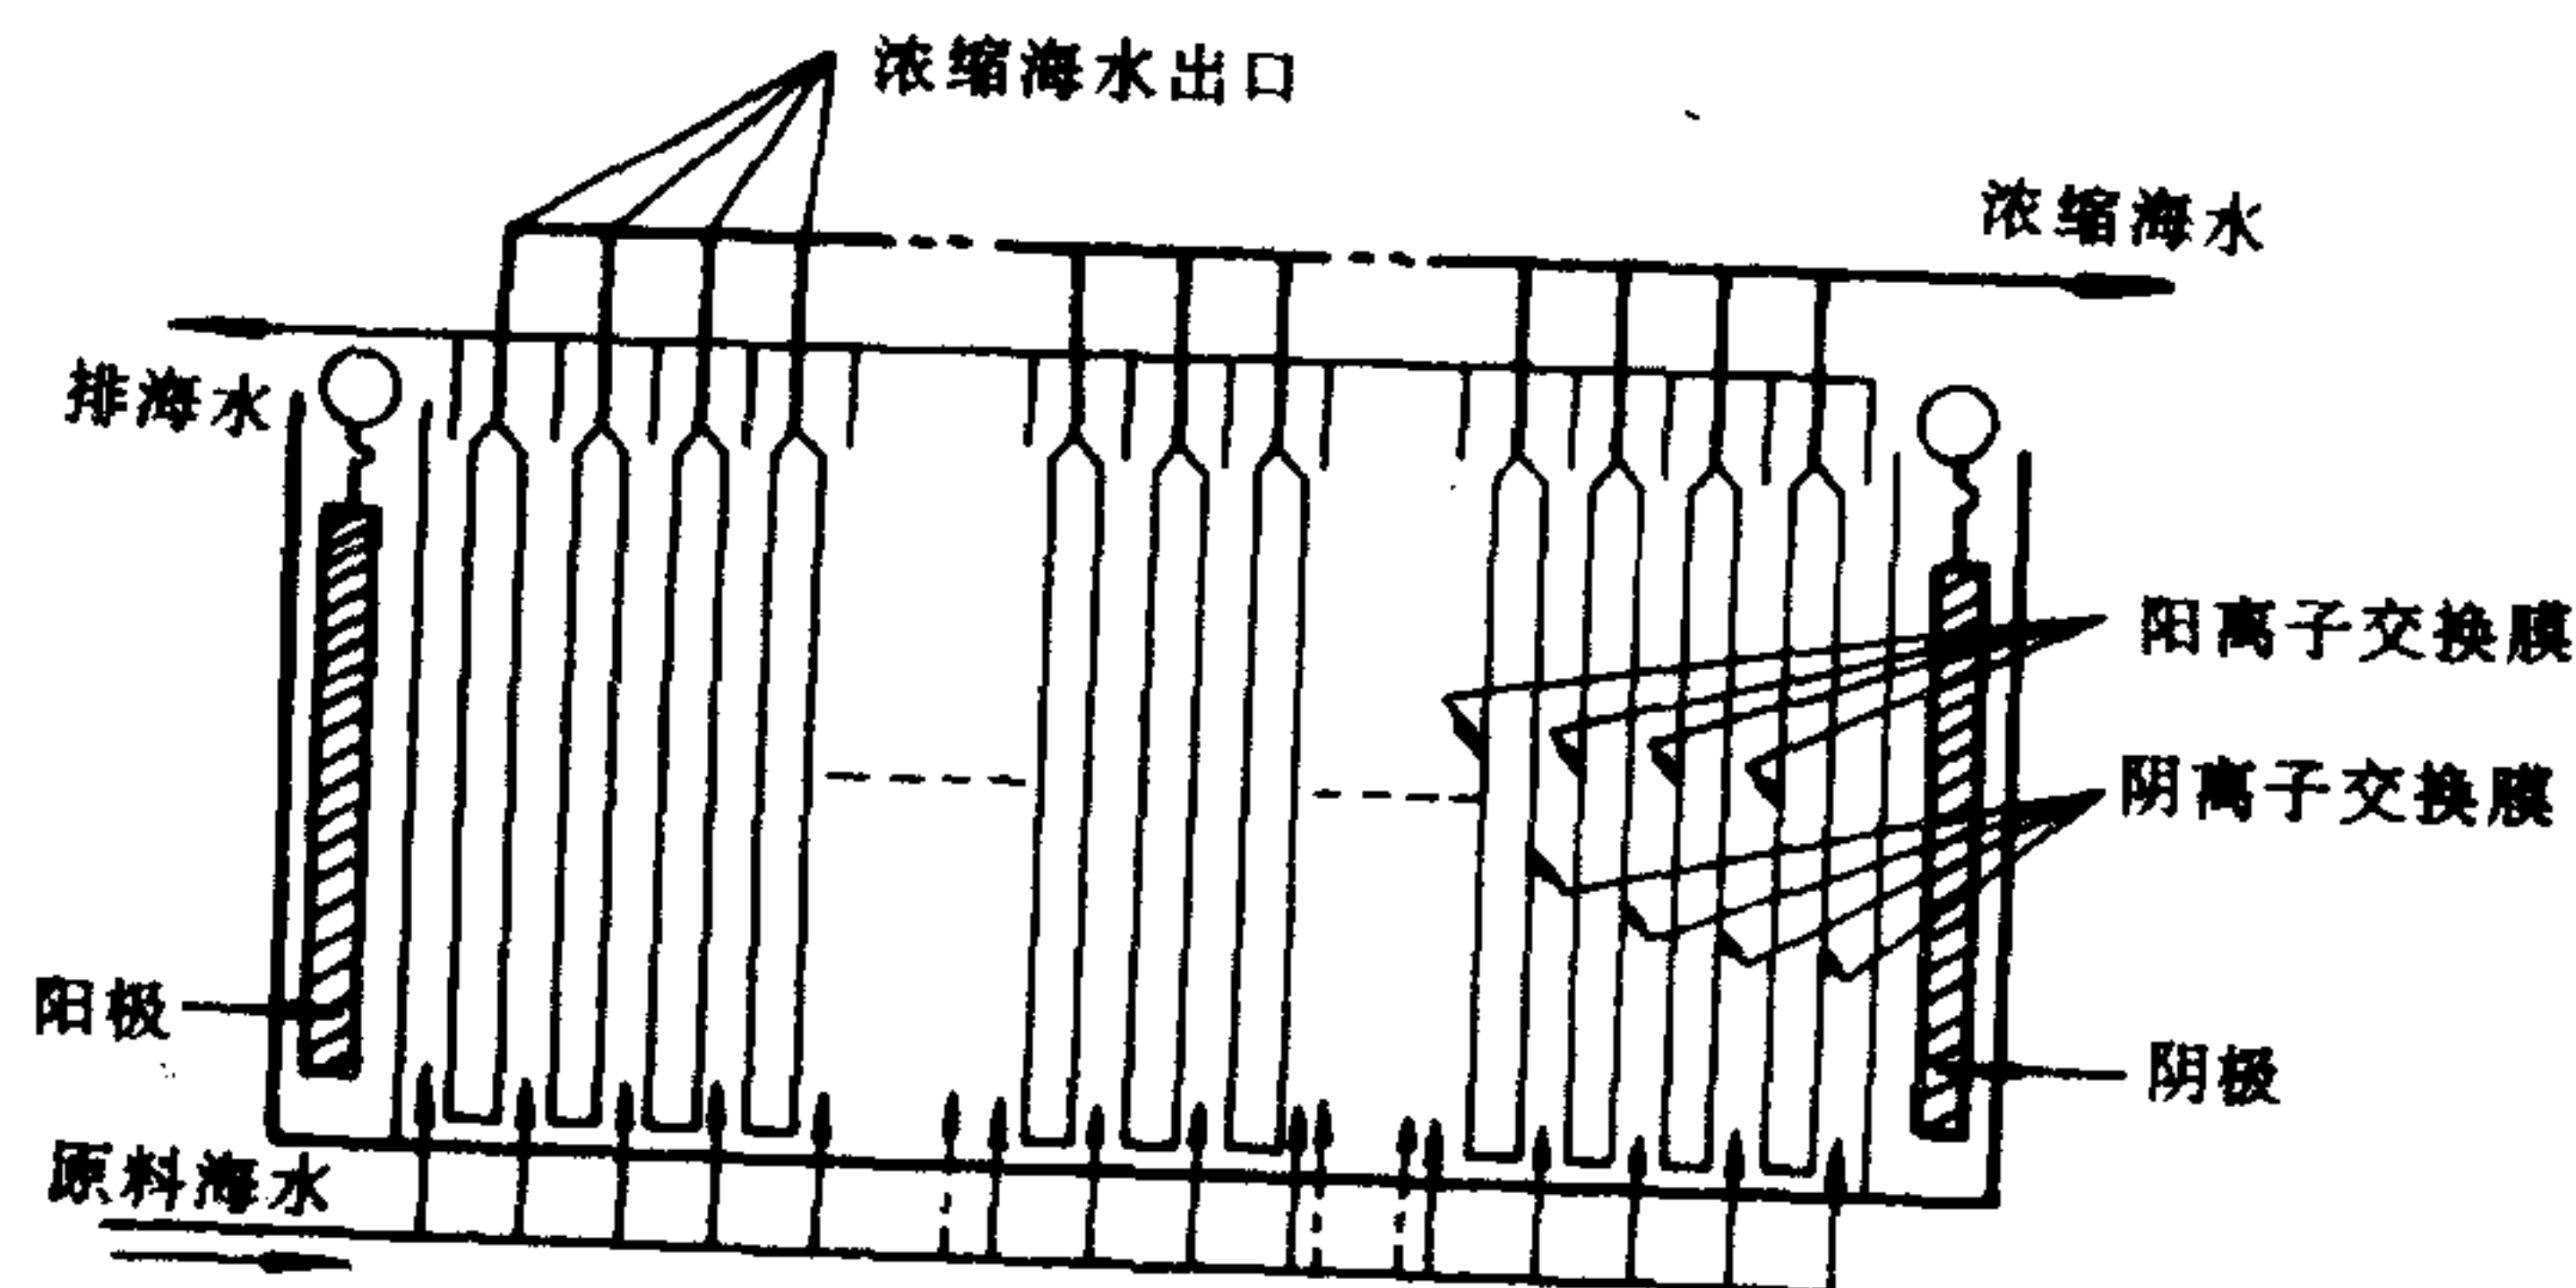 浓缩海水出口
浓缩海水
排海水
阳离子交换膜
阴离子交换膜
阳极
阴极
原料海水